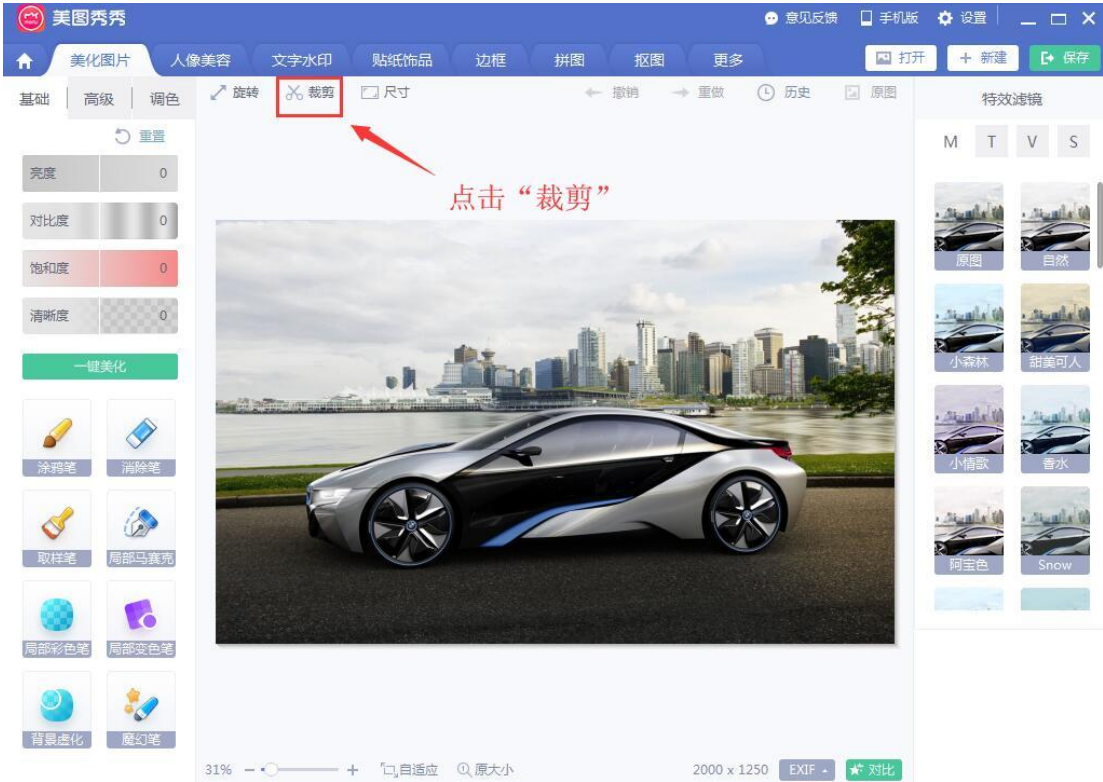 美图秀秀
意见反馈
手机版
设置
美化图片
人像美容
文字水印
贴纸饰品
边框
拼图
抠图
更多
打开
新建
保存
基础
高级
调色
旋转
裁剪
尺寸
撤销
重做
历史
原图
特效滤镜
重置
M T V S
点击“裁剪”
亮度 0
对比度 0
饱和度 0
清晰度 0
一键美化
涂鸦笔
消除笔
取样笔
局部马赛克
局部彩色笔
局部变色笔
背景虚化
魔幻笔
原图
自然
小森林
甜美可人
小情歌
香水
阿宝色
Snow
31%
自适应
原大小
2000 x 1250
EXIF
对比